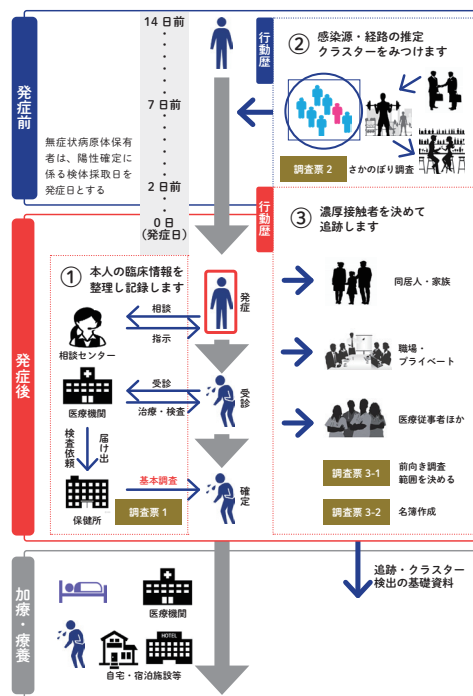 発症前
14日前
7日前
2日前
0日
(発症日)
無症状病原体保有
者は、陽性確定に
係る検体採取日を
発症日とする
行動歴
② 感染源・経路の推定
クラスターをみつけます
調査票 2
さかのぼり調査
発症後
① 本人の臨床情報を
整理し記録します
相談
指示
相談センター
発症
受診
治療・検査
医療機関
受診
検査依頼
届け出
基本調査
保健所
調査票 1
確定
行動歴
③ 濃厚接触者を決めて
追跡します
同居人・家族
職場・
プライベート
医療従事者ほか
調査票 3-1
前向き調査
範囲を決める
調査票 3-2
名簿作成
追跡・クラスター
検出の基礎資料
加療・療養
医療機関
HOTEL
自宅・宿泊施設等